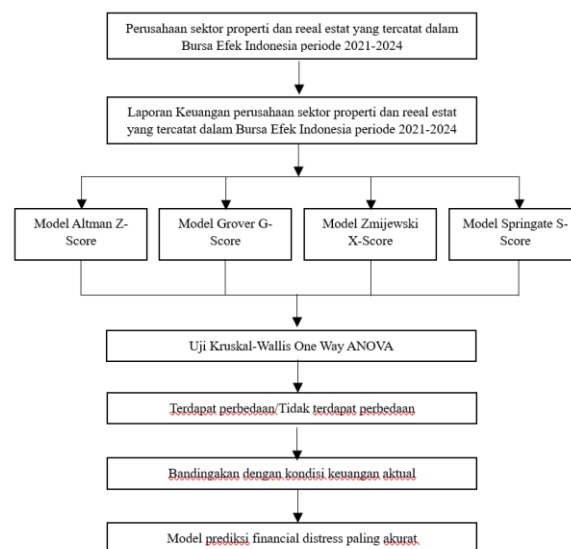 Perusahaan sektor properti dan reeal estat yang tercatat dalam
Bursa Efek Indonesia periode 2021-2024
Laporan Keuangan perusahaan sektor properti dan reeal estat
yang tercatat dalam Bursa Efek Indonesia periode 2021-2024
Model Altman Z-
Score
Model Grover G-
Score
Model Zmijewski
X-Score
Model Springate S-
Score
Uji Kruskal-Wallis One Way ANOVA
Terdapat perbedaan/Tidak terdapat perbedaan
Bandingakan dengan kondisi keuangan aktual
Model prediksi financial distress paling akurat